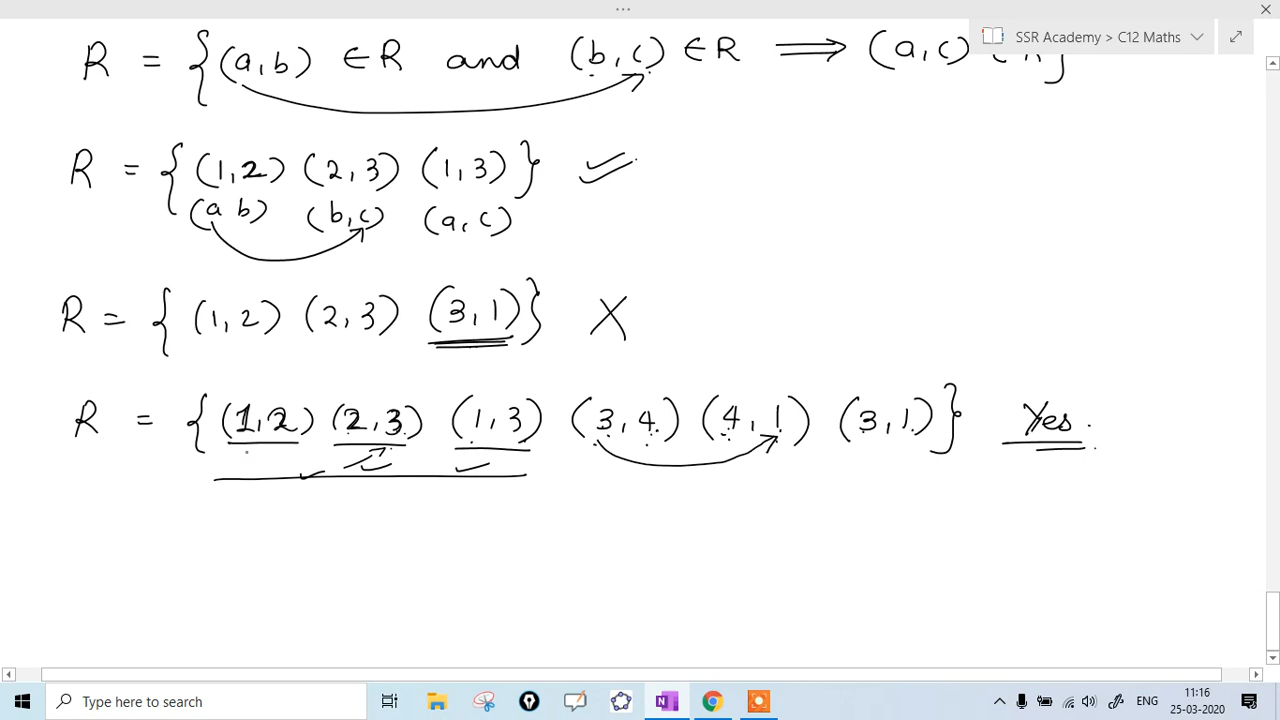 SSR Academy > C12 Maths
R = {(a,b) ∈ R and (b,c) ∈ R ⟹ (a,c)
R = {(1,2) (2,3) (1,3)} ✓
(a b) (b,c) (a,c)
R = {(1,2) (2,3) (3,1)} X
R = {(1,2) (2,3) (1,3) (3,4) (4,1) (3,1)} Yes.
Type here to search
ENG
11:16
25-03-2020